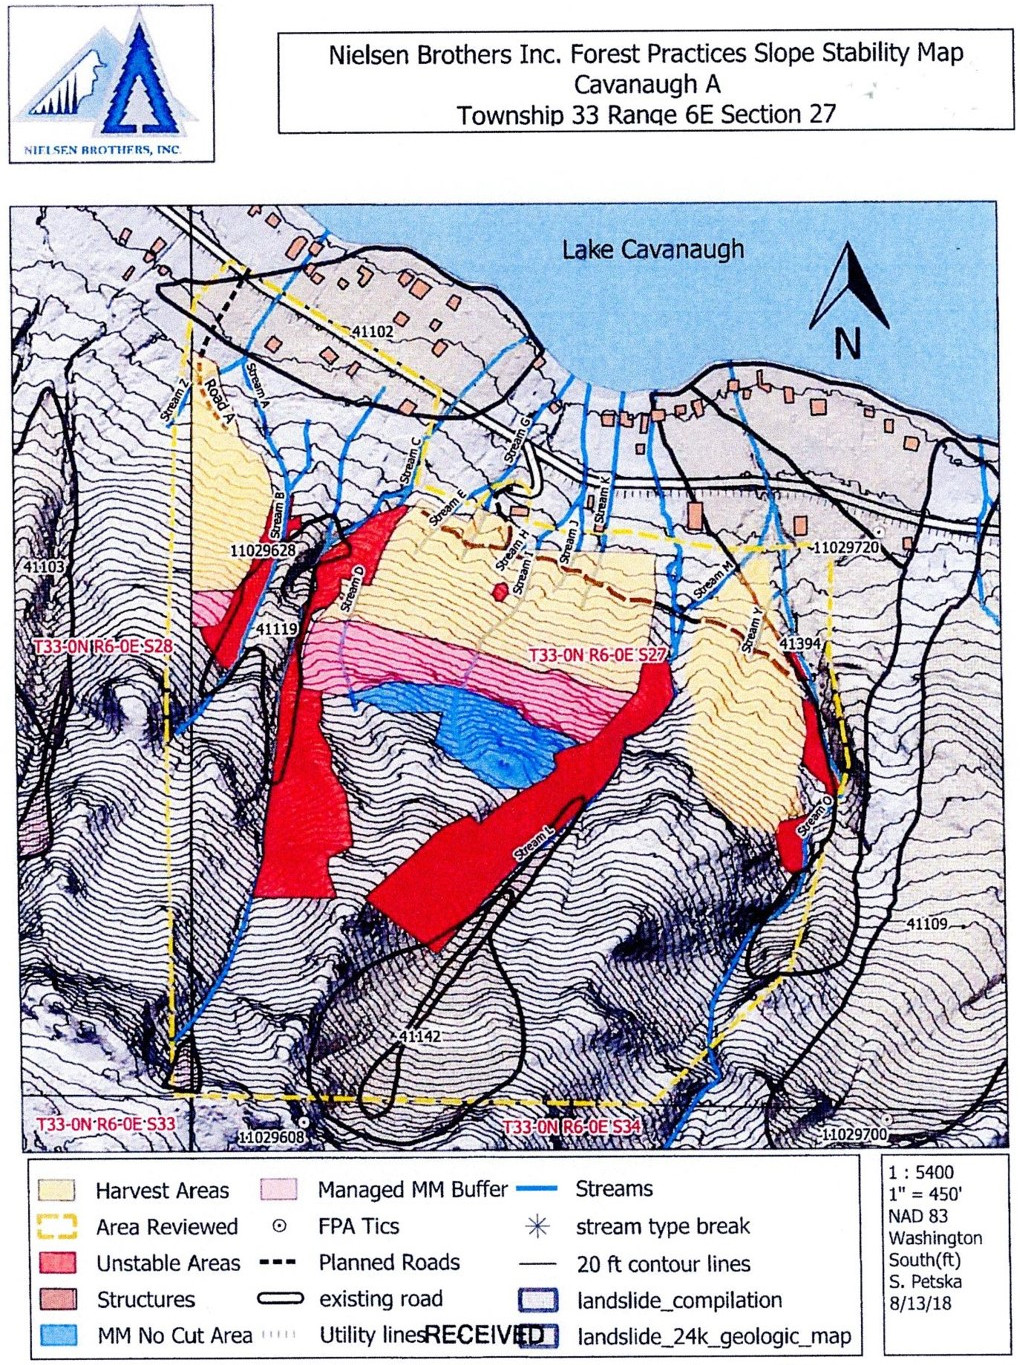 NIELSEN BROTHERS, INC.
Nielsen Brothers Inc. Forest Practices Slope Stability Map
Cavanaugh A
Township 33 Range 6E Section 27
Lake Cavanaugh
N
41102
Stream Z
Road A
Stream A
Stream C
Stream G
Stream E
Stream K
Stream B
Stream H
Stream J
11029628
11029720
41103
Stream D
Stream I
Stream M
41119
Stream Y
41394
T33-0N R6-0E S28
T33-0N R6-0E S27
Stream L
Stream O
41109
41142
T33-0N R6-0E S33
11029608
T33-0N R6-0E S34
11029700
Harvest Areas
Managed MM Buffer
Streams
Area Reviewed
FPA Tics
stream type break
Unstable Areas
Planned Roads
20 ft contour lines
Structures
existing road
landslide_compilation
MM No Cut Area
Utility lines
RECEIVED
landslide_24k_geologic_map
1 : 5400
1" = 450'
NAD 83
Washington
South(ft)
S. Petska
8/13/18